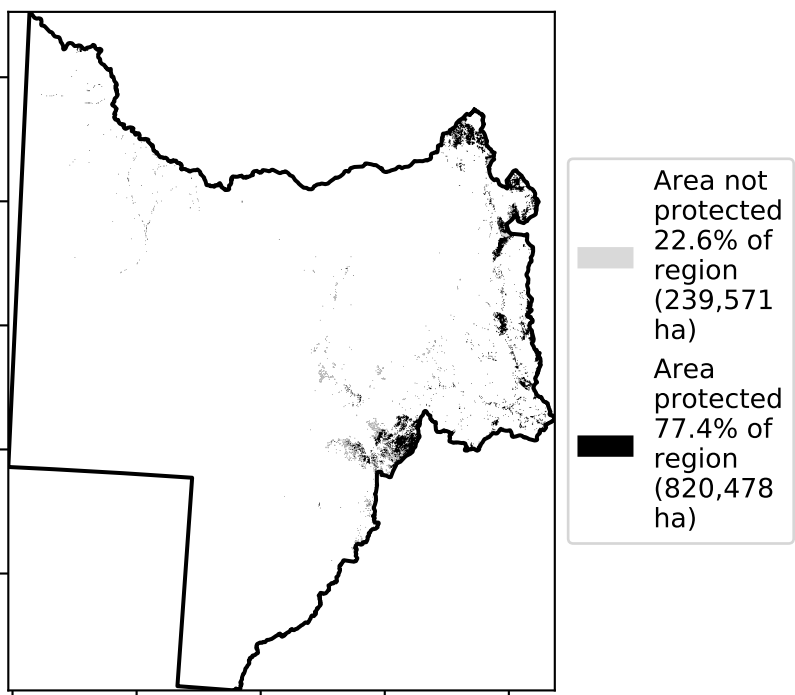 Area not
protected
22.6% of
region
(239,571
ha)
Area
protected
77.4% of
region
(820,478
ha)